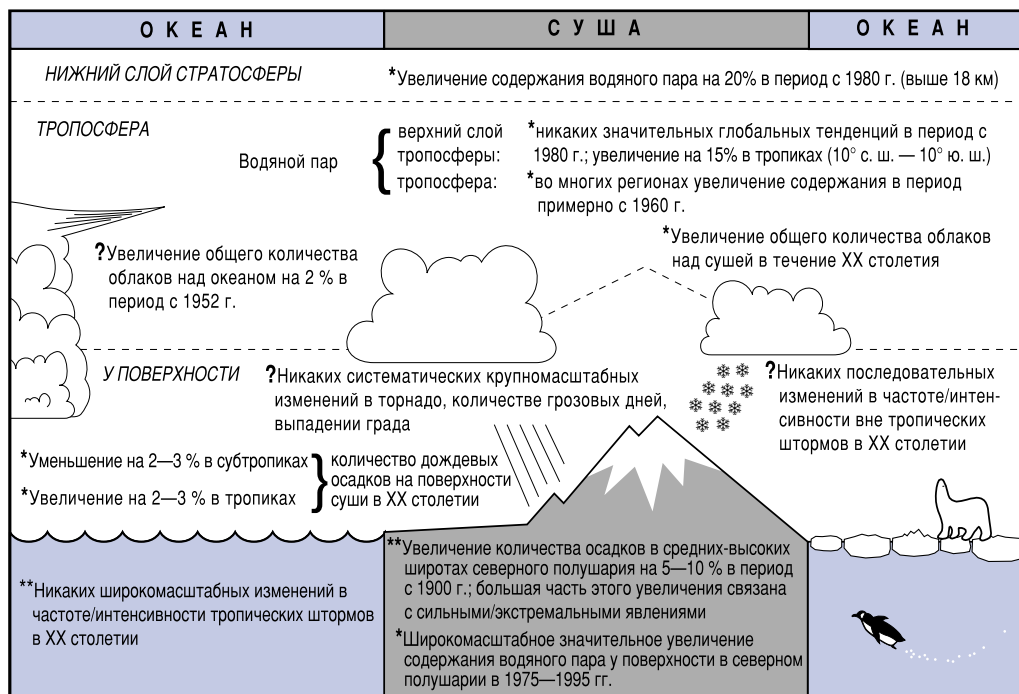 ОКЕАН
СУША
ОКЕАН
НИЖНИЙ СЛОЙ СТРАТОСФЕРЫ
*Увеличение содержания водяного пара на 20% в период с 1980 г. (выше 18 км)
ТРОПОСФЕРА
Водяной пар
верхний слой
тропосферы:
*никаких значительных глобальных тенденций в период с
1980 г.; увеличение на 15% в тропиках (10° с. ш. — 10° ю. ш.)
тропосфера:
*во многих регионах увеличение содержания в период
примерно с 1960 г.
?Увеличение общего количества
облаков над океаном на 2 % в
период с 1952 г.
*Увеличение общего количества облаков
над сушей в течение XX столетия
У ПОВЕРХНОСТИ
?Никаких систематических крупномасштабных
изменений в торнадо, количестве грозовых дней,
выпадении града
?Никаких последовательных
изменений в частоте/интен-
сивности вне тропических
штормов в XX столетии
*Уменьшение на 2—3 % в субтропиках
*Увеличение на 2—3 % в тропиках
количество дождевых
осадков на поверхности
суши в XX столетии
**Никаких широкомасштабных изменений в
частоте/интенсивности тропических штормов
в XX столетии
**Увеличение количества осадков в средних-высоких
широтах северного полушария на 5—10 % в период
с 1900 г.; большая часть этого увеличения связана
с сильными/экстремальными явлениями
*Широкомасштабное значительное увеличение
содержания водяного пара у поверхности в северном
полушарии в 1975—1995 гг.